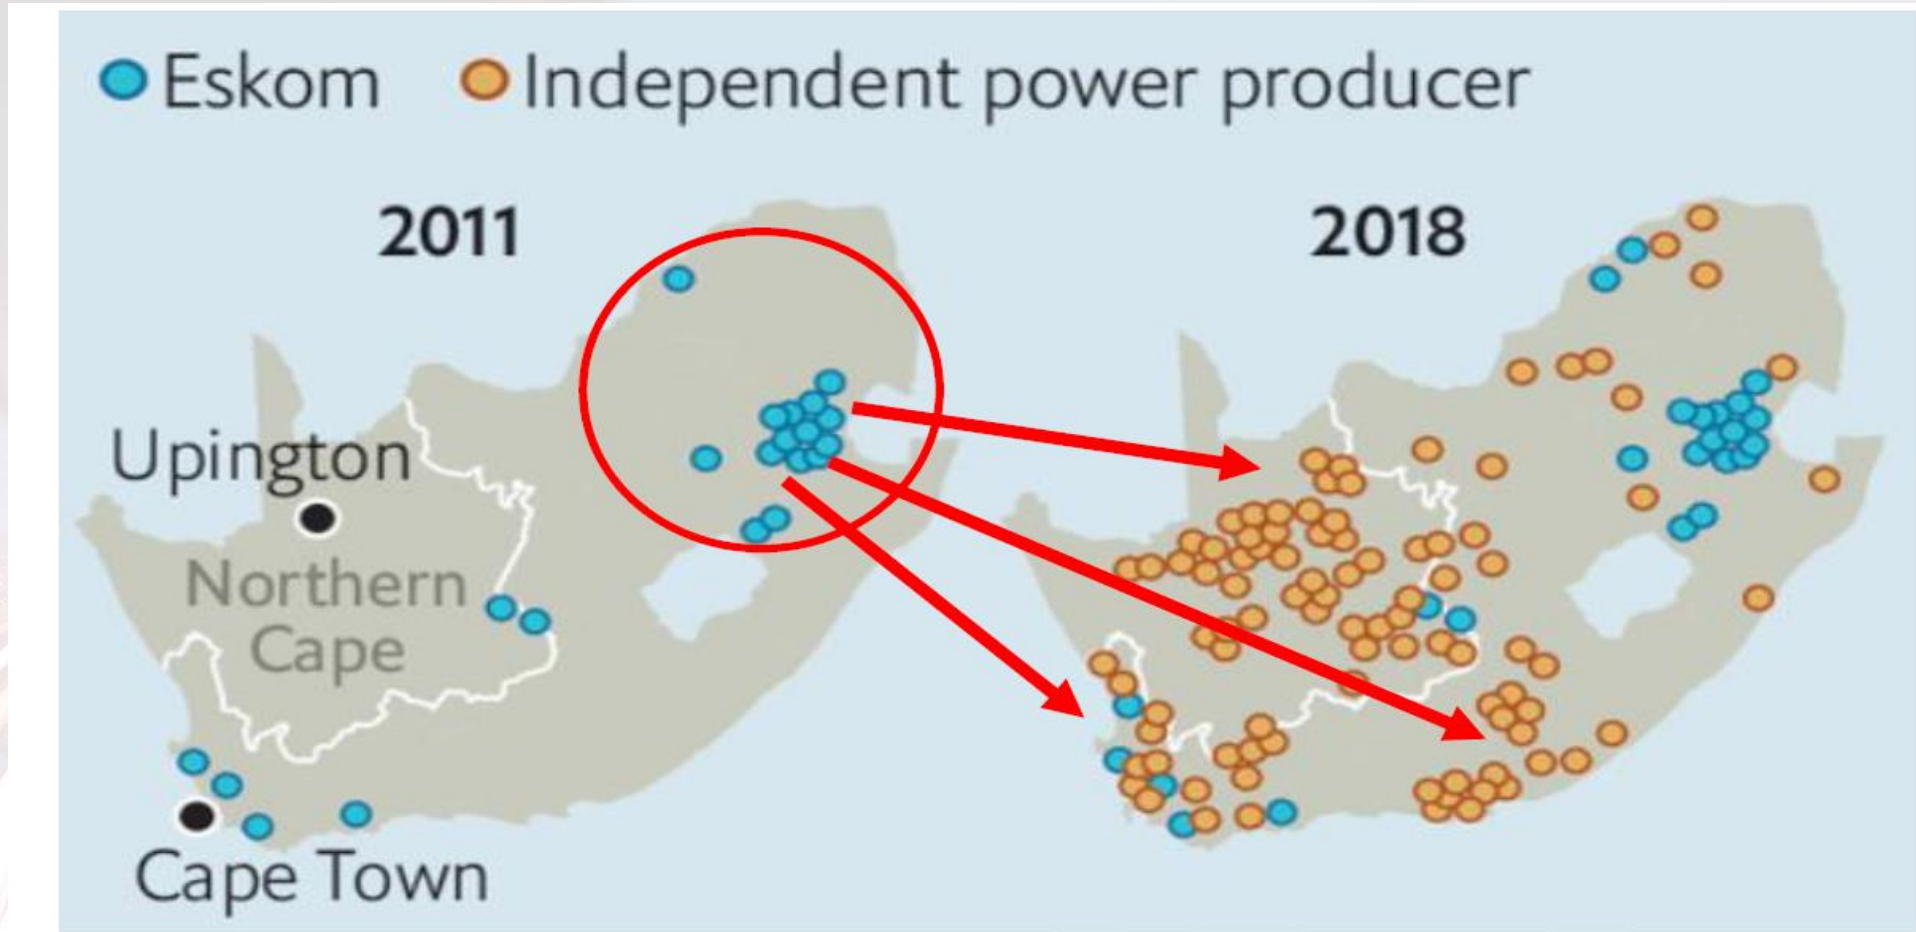 Eskom
Independent power producer
2011
2018
Upington
Northern
Cape
Cape Town